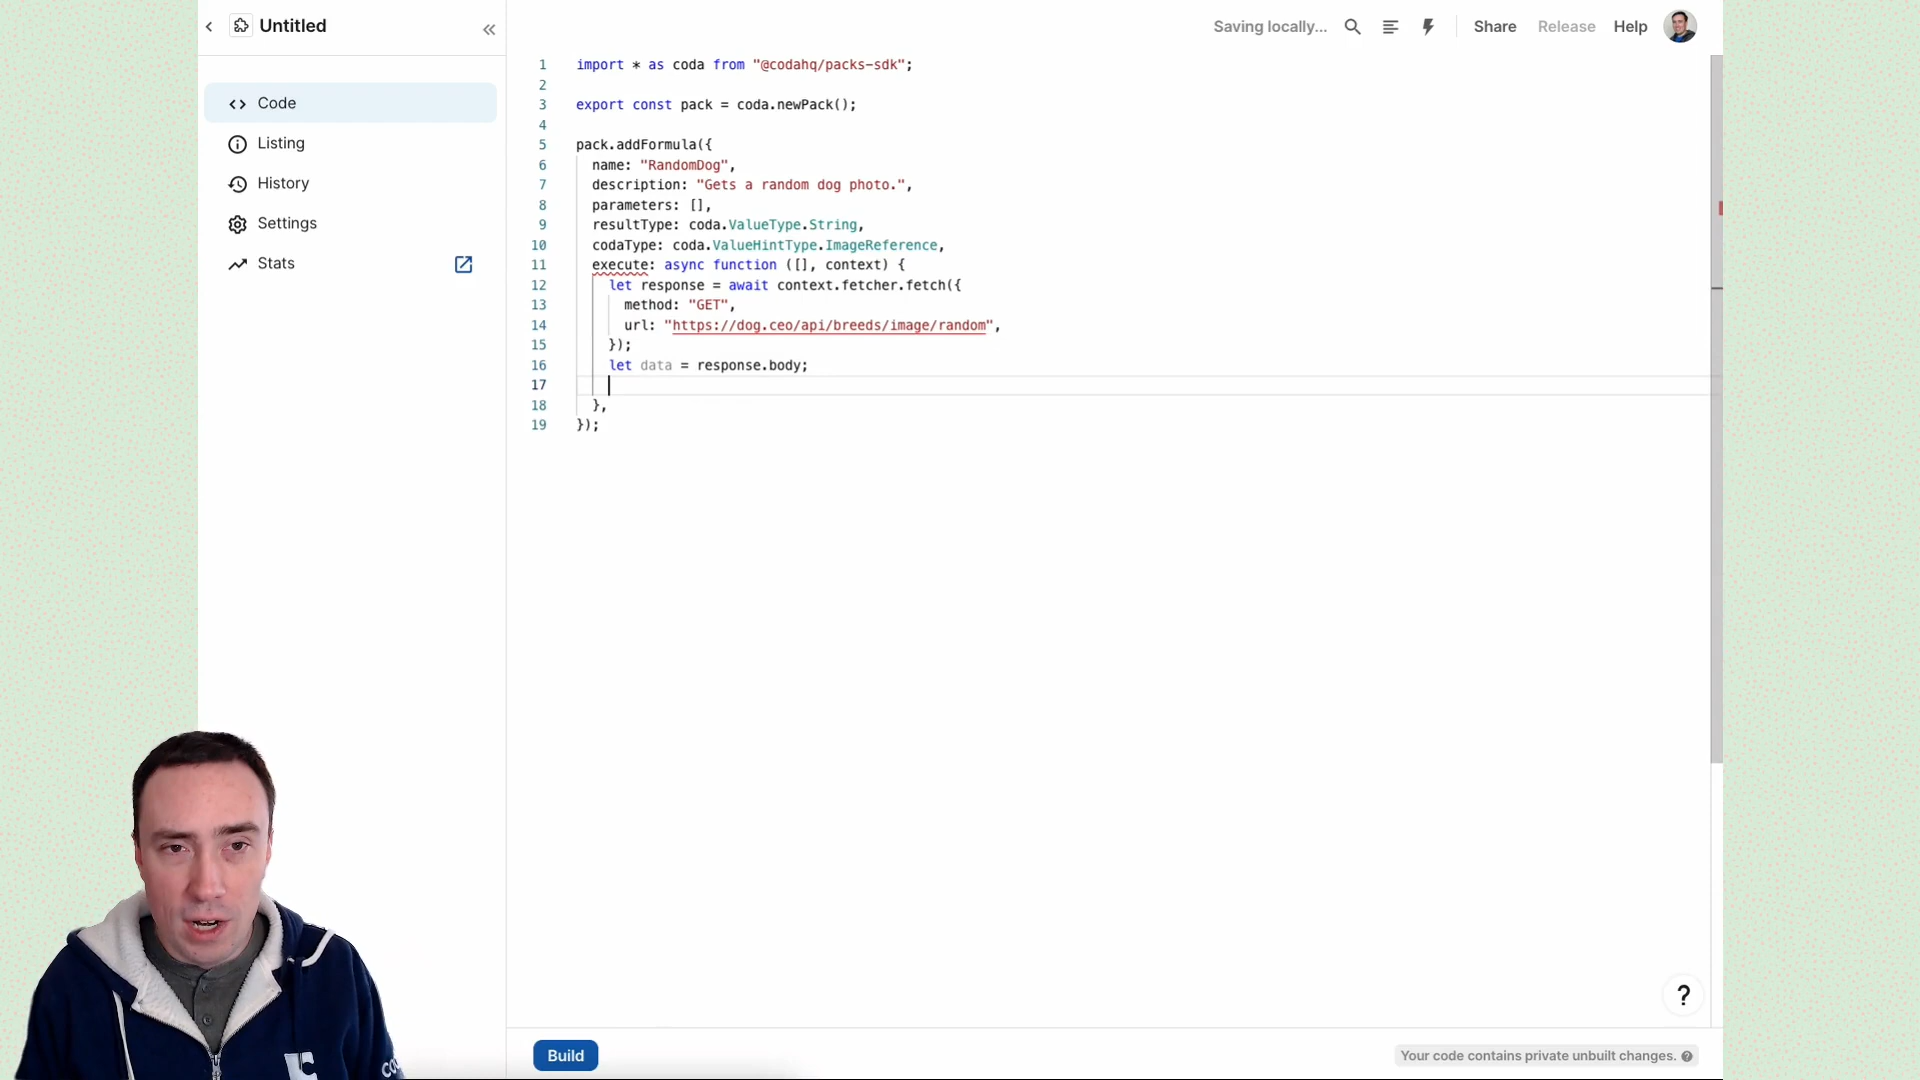 Untitled
Saving locally...
Share
Release
Help
Code
Listing
History
Settings
Stats
1 import * as coda from "@codahq/packs-sdk";
2
3 export const pack = coda.newPack();
4
5 pack.addFormula({
6 name: "RandomDog",
7 description: "Gets a random dog photo.",
8 parameters: [],
9 resultType: coda.ValueType.String,
10 codaType: coda.ValueHintType.ImageReference,
11 execute: async function ([], context) {
12 let response = await context.fetcher.fetch({
13 method: "GET",
14 url: "https://dog.ceo/api/breeds/image/random",
15 });
16 let data = response.body;
17
18 },
19 });
?
Build
Your code contains private unbuilt changes. ?